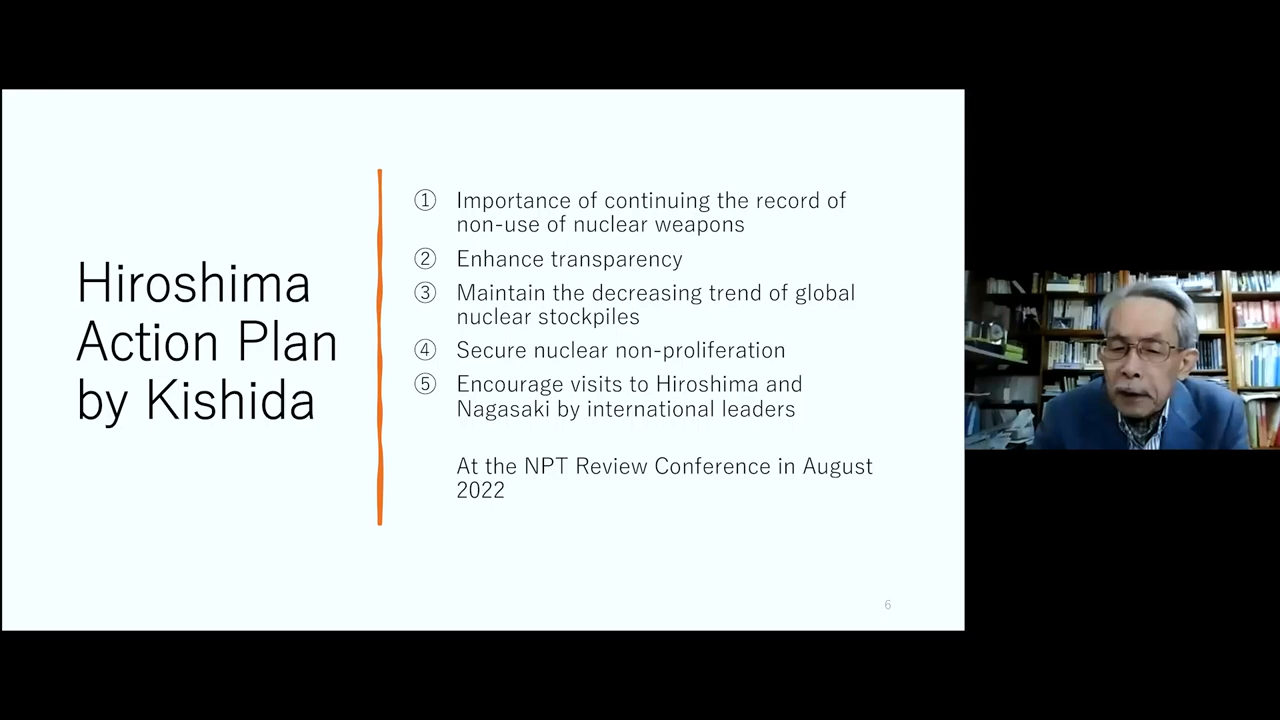 Hiroshima
Action Plan
by Kishida
① Importance of continuing the record of
non-use of nuclear weapons
② Enhance transparency
③ Maintain the decreasing trend of global
nuclear stockpiles
④ Secure nuclear non-proliferation
⑤ Encourage visits to Hiroshima and
Nagasaki by international leaders
At the NPT Review Conference in August
2022
6